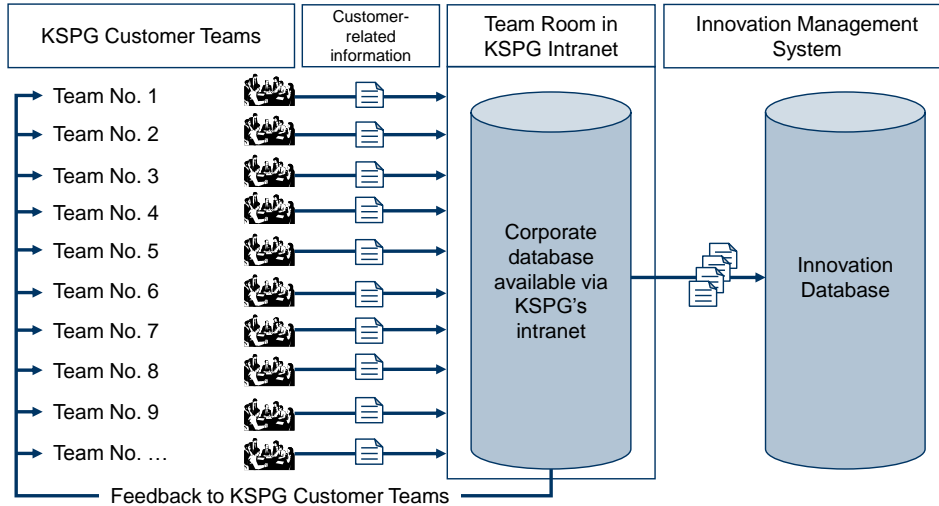 KSPG Customer Teams
Customer-
related
information
Team Room in
KSPG Intranet
Innovation Management
System
Team No. 1
Team No. 2
Team No. 3
Team No. 4
Team No. 5
Team No. 6
Team No. 7
Team No. 8
Team No. 9
Team No. …
Corporate
database
available via
KSPG’s
intranet
Innovation
Database
Feedback to KSPG Customer Teams